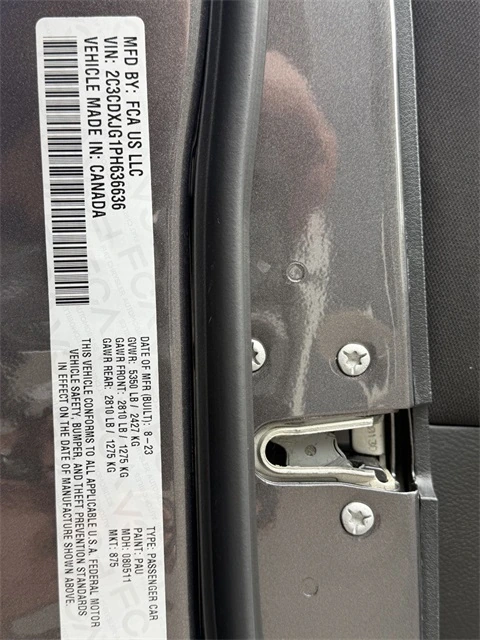 MFD BY: FCA US LLC
VIN: 2C3CDXJG1PH636636
VEHICLE MADE IN: CANADA
DATE OF MFR (BUILT): 8-23
GVWR: 5350 LB / 2427 KG
GAWR FRONT: 2810 LB / 1275 KG
GAWR REAR: 2810 LB / 1275 KG
TYPE: PASSENGER CAR
PAINT: PAU
MDH: 080511
MKT: 875
THIS VEHICLE CONFORMS TO ALL APPLICABLE U.S.A. FEDERAL MOTOR
VEHICLE SAFETY, BUMPER, AND THEFT PREVENTION STANDARDS
IN EFFECT ON THE DATE OF MANUFACTURE SHOWN ABOVE.